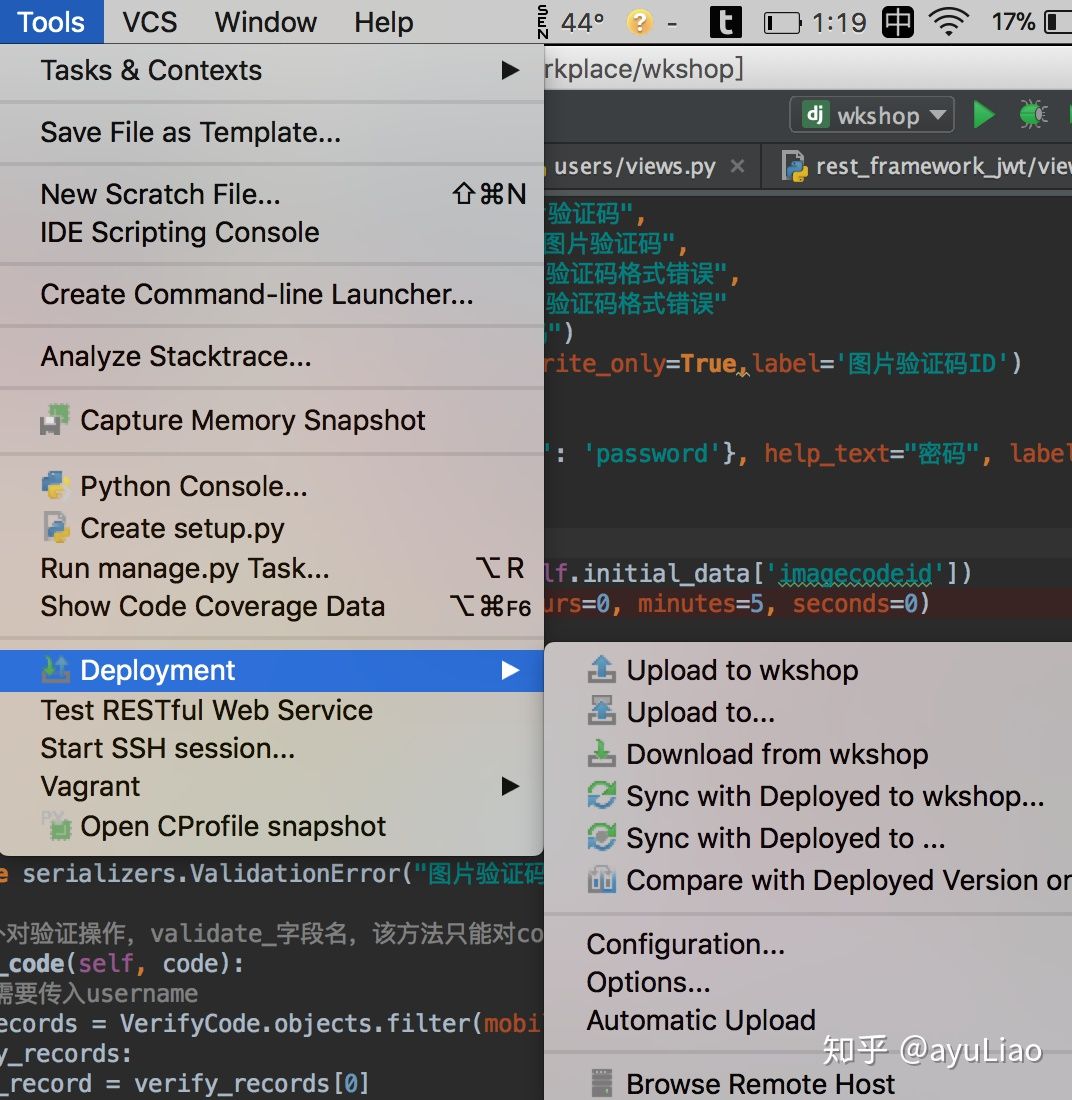 Tools VCS Window Help SEN 44° ? - t 1:19 中 17%
Tasks & Contexts
rkplace/wkshop]
dj wkshop
Save File as Template...
users/views.py × rest_framework_jwt/view
New Scratch File... ⇧⌘N
验证码",
IDE Scripting Console
图片验证码",
验证码格式错误",
Create Command-line Launcher...
验证码格式错误"
")
Analyze Stacktrace...
rite_only=True,label='图片验证码ID')
Capture Memory Snapshot
': 'password'}, help_text="密码", label
Python Console...
Create setup.py
Run manage.py Task... ⌥R
lf.initial_data['imagecodeid'])
Show Code Coverage Data ⌥⌘F6
urs=0, minutes=5, seconds=0)
Deployment
Test RESTful Web Service
Start SSH session...
Vagrant
Open CProfile snapshot
Upload to wkshop
Upload to...
Download from wkshop
Sync with Deployed to wkshop...
Sync with Deployed to ...
Compare with Deployed Version on
Configuration...
Options...
Automatic Upload
Browse Remote Host
e serializers.ValidationError("图片验证码
对验证操作，validate_字段名，该方法只能对co
_code(self, code):
需要传入username
ecords = VerifyCode.objects.filter(mobi
y_records:
_record = verify_records[0]
知乎 @ayuLiao